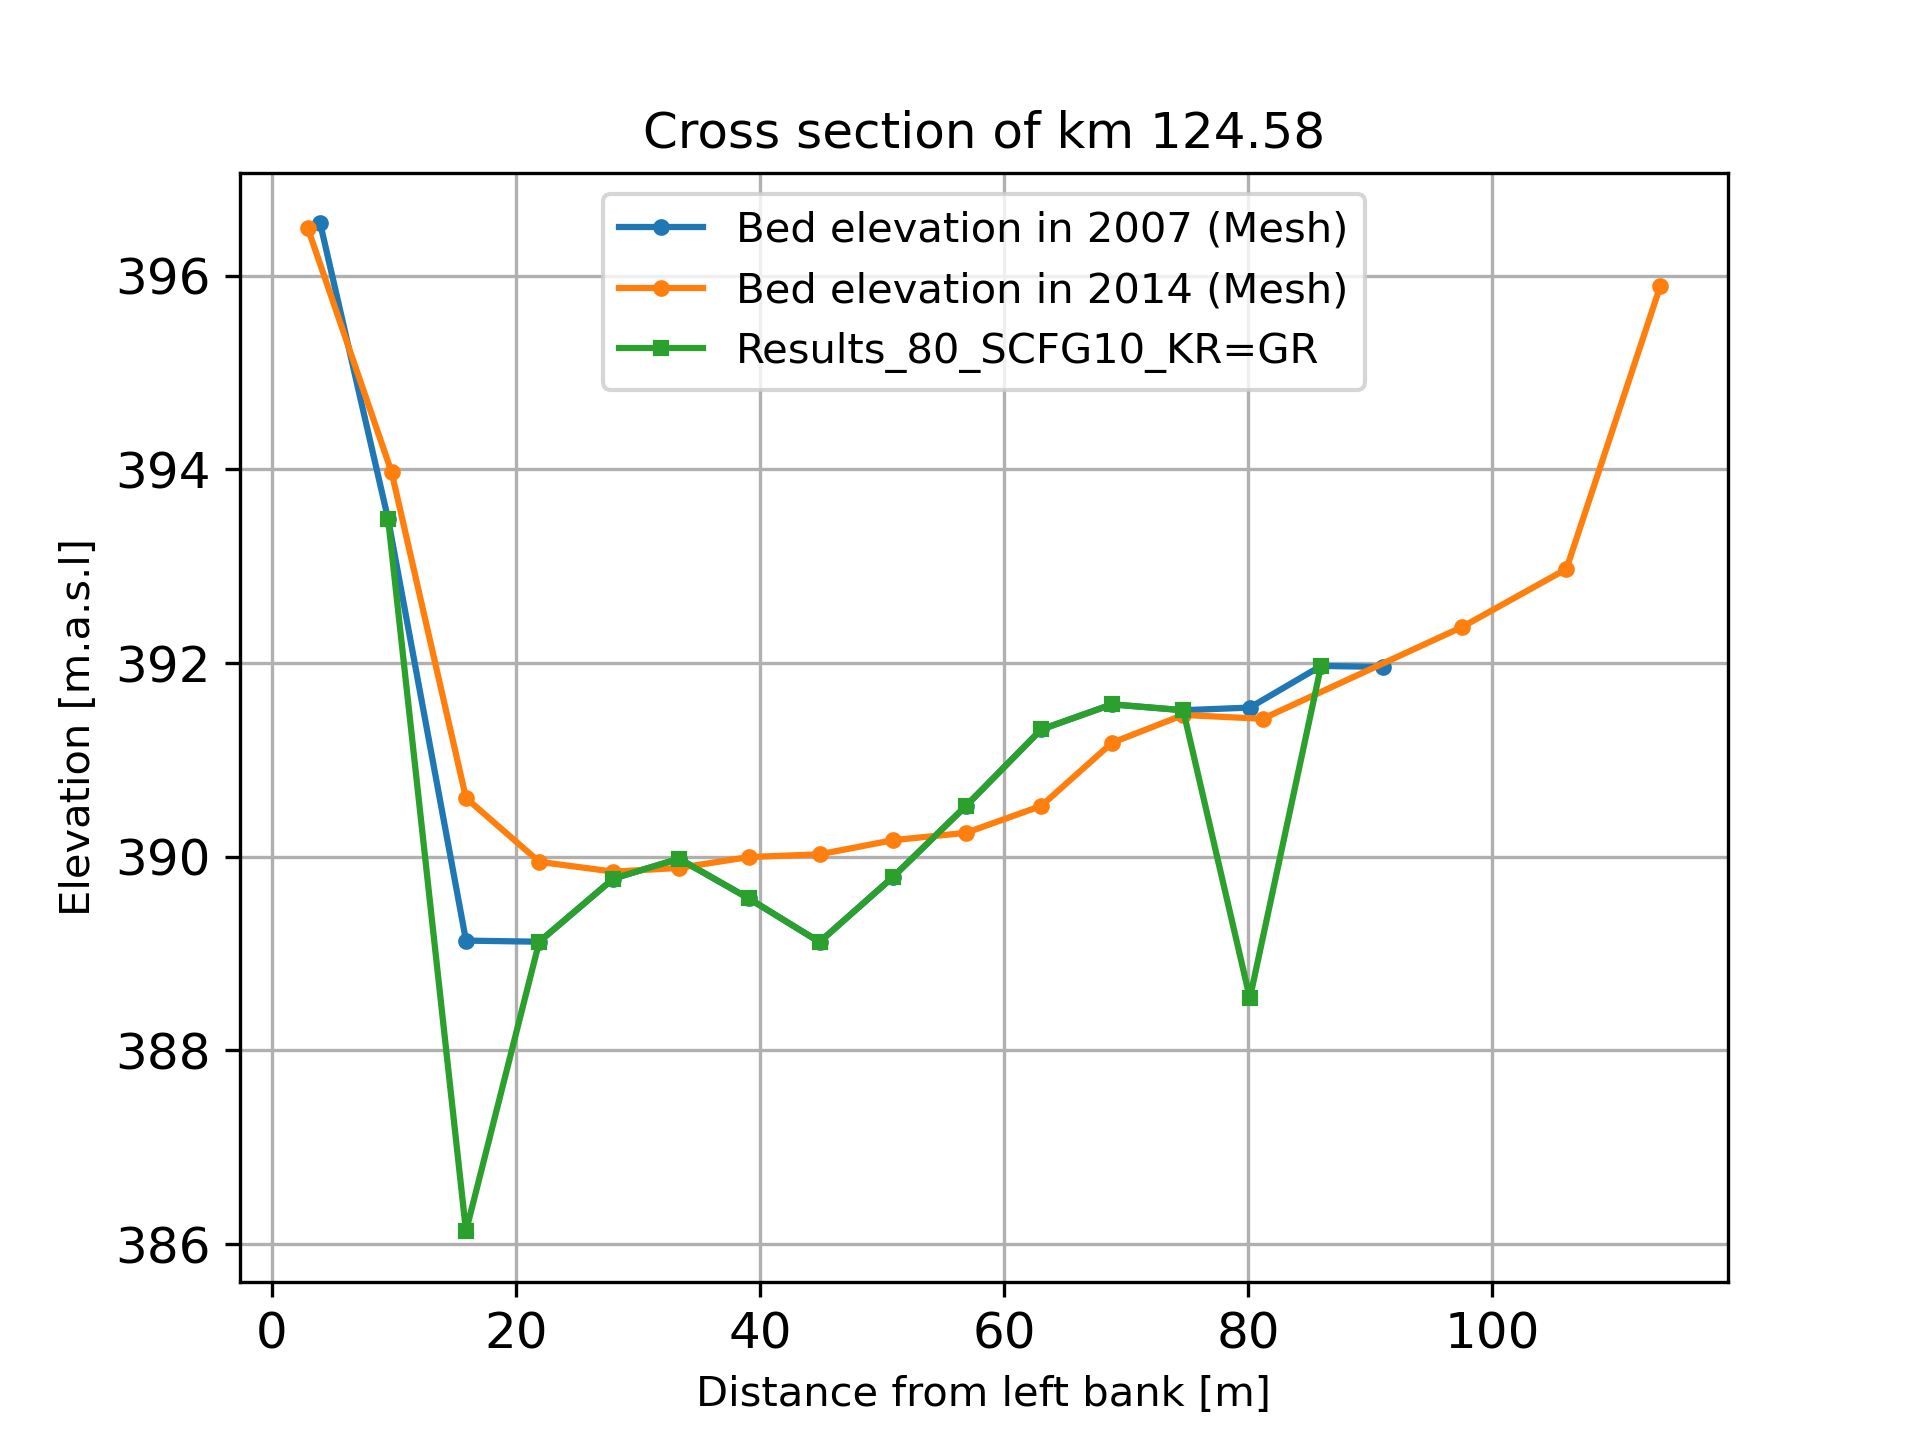 Cross section of km 124.58
Bed elevation in 2007 (Mesh)
Bed elevation in 2014 (Mesh)
Results_80_SCFG10_KR=GR
396
394
392
390
388
386
Elevation [m.a.s.l]
0 20 40 60 80 100
Distance from left bank [m]